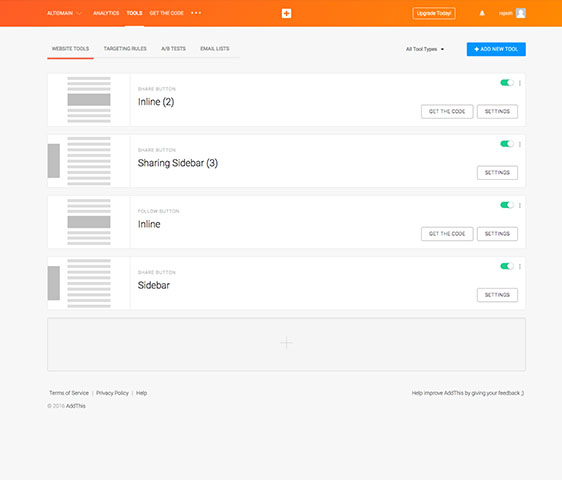 ALTIDMAIN ANALYTICS TOOLS GET THE CODE Upgrade Today! rajesh
WEBSITE TOOLS TARGETING RULES A/B TESTS EMAIL LISTS All Tool Types + ADD NEW TOOL
SHARE BUTTON
Inline (2)
GET THE CODE SETTINGS
SHARE BUTTON
Sharing Sidebar (3)
SETTINGS
FOLLOW BUTTON
Inline
GET THE CODE SETTINGS
SHARE BUTTON
Sidebar
SETTINGS
Terms of Service | Privacy Policy | Help Help improve AddThis by giving your feedback ;)
© 2016 AddThis